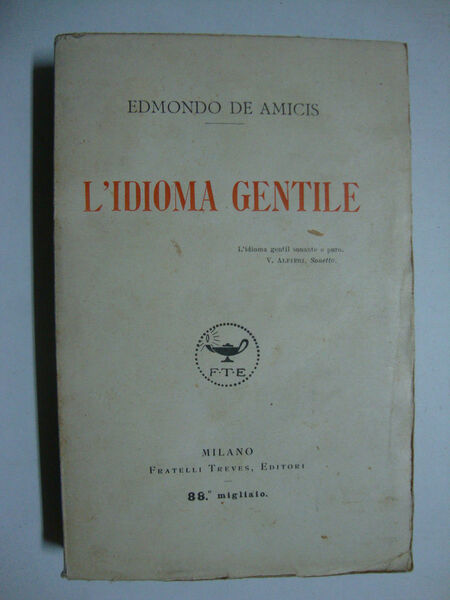 EDMONDO DE AMICIS
L'IDIOMA GENTILE
L'idioma gentil sonante e puro.
V. ALFIERI, Sonetto.
F·T·E
MILANO
FRATELLI TREVES, EDITORI
88.° migliaio.